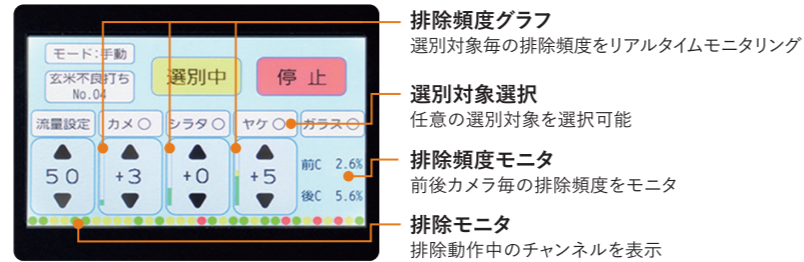 モード:手動
玄米不良打ち
No.04
選別中
停止
流量設定
カメ○
シラタ○
ヤケ○
ガラス○
50
+3
+0
+5
前C 2.6%
後C 5.6%
排除頻度グラフ
選別対象毎の排除頻度をリアルタイムモニタリング
選別対象選択
任意の選別対象を選択可能
排除頻度モニタ
前後カメラ毎の排除頻度をモニタ
排除モニタ
排除動作中のチャンネルを表示